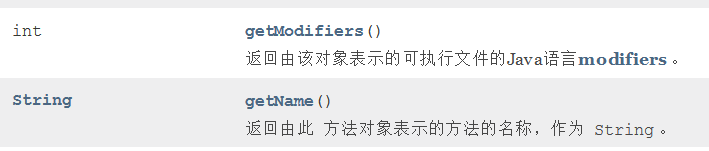 int getModifiers()
返回由该对象表示的可执行文件的Java语言modifiers 。
String getName()
返回由此 方法对象表示的方法的名称，作为 String 。